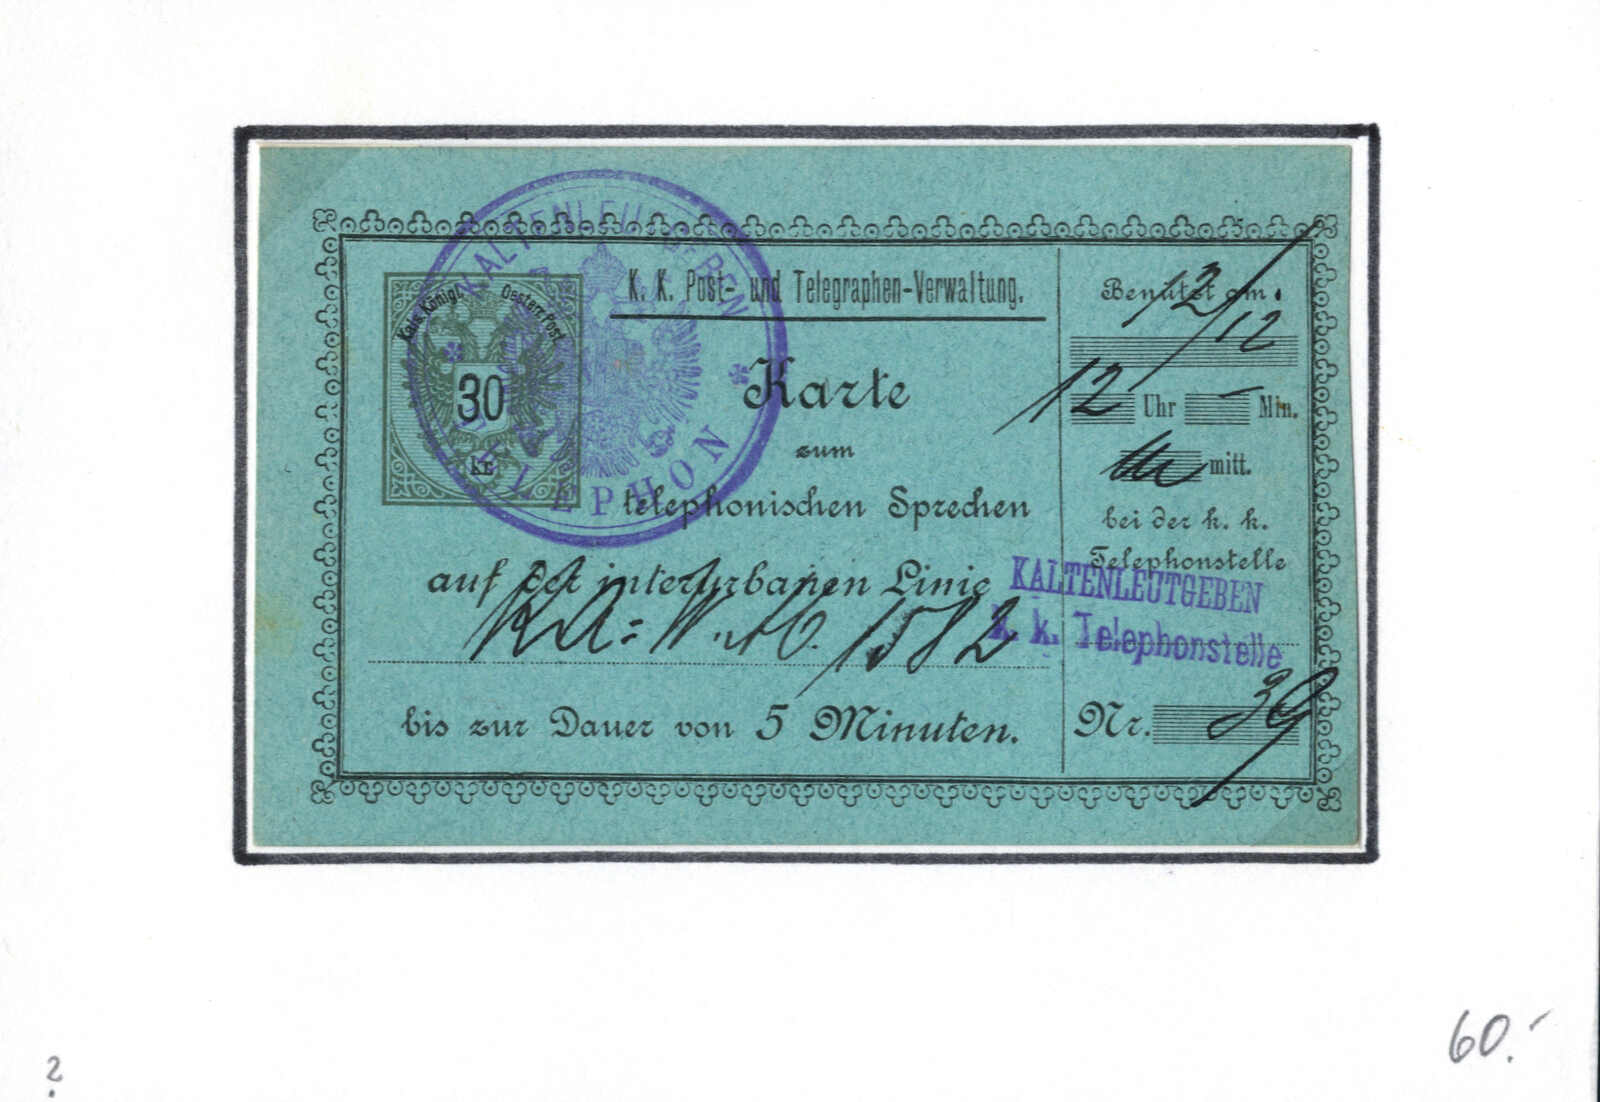 KALTENLEUTGEBEN
TELEPHON
Kais. Königl. Oesterr. Post
30
kr.
K. K. Post- und Telegraphen-Verwaltung.
Karte
zum
telephonischen Sprechen
auf der interurbanen Linie
1582
bis zur Dauer von 5 Minuten.
Benützt am
12/12
12 Uhr — Min.
mitt.
bei der k. k.
Telephonstelle
KALTENLEUTGEBEN
k. k. Telephonstelle
Nr. 39
60.-
2.